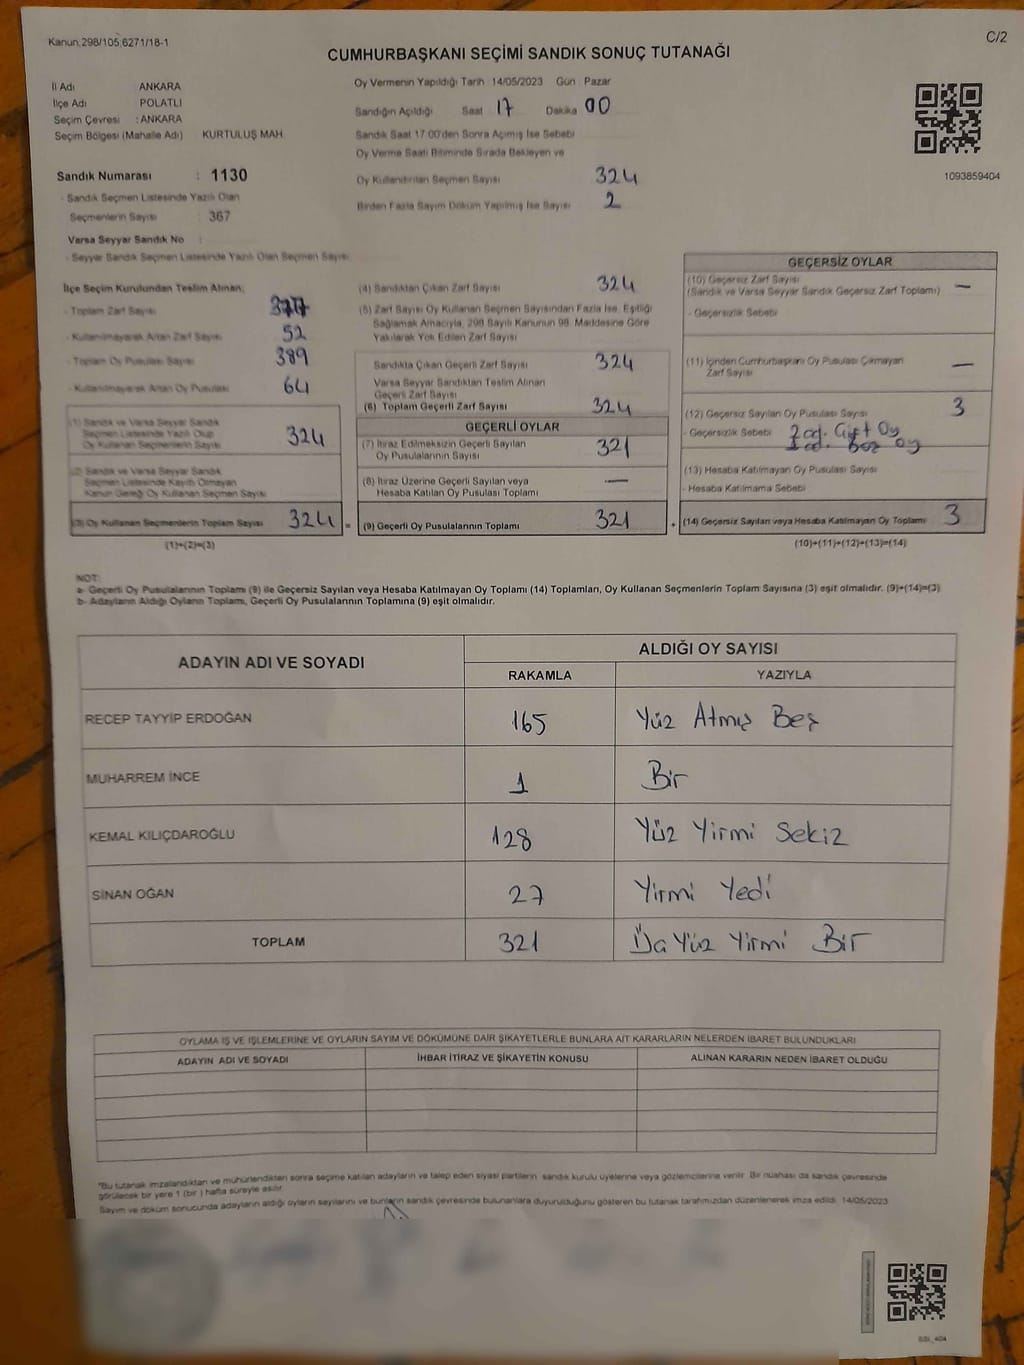 Kanun;298/105;6271/18-1
C/2
CUMHURBAŞKANI SEÇİMİ SANDIK SONUÇ TUTANAĞI
İl Adı ANKARA
İlçe Adı POLATLI
Seçim Çevresi : ANKARA
Seçim Bölgesi (Mahalle Adı) KURTULUŞ MAH
Sandık Numarası : 1130
- Sandık Seçmen Listesinde Yazılı Olan
Seçmenlerin Sayısı : 367
Varsa Seyyar Sandık No :
- Seyyar Sandık Seçmen Listesinde Yazılı Olan Seçmen Sayısı
Oy Vermenin Yapıldığı Tarih :14/05/2023 Gün : Pazar
Sandığın Açıldığı Saat 17 Dakika 00
Sandık Saat 17:00'den Sonra Açımış İse Sebebi
Oy Verme Saati Bitiminde Sırada Bekleyen ve
Oy Kullandırılan Seçmen Sayısı 324
Birden Fazla Sayım Döküm Yapılmış İse Sayısı 2
1093859404
İlçe Seçim Kurulundan Teslim Alınan;
- Toplam Zarf Sayısı
- Kullanılmayarak Artan Zarf Sayısı 52
- Toplam Oy Pusulası Sayısı 389
- Kullanılmayarak Artan Oy Pusulası 64
(1) Sandık ve Varsa Seyyar Sandık
Seçmen Listesinde Yazılı Olup
Oy Kullanan Seçmenlerin Sayısı 324
(2) Sandık ve Varsa Seyyar Sandık
Seçmen Listesinde Kayıtlı Olmayan
Kanun Gereği Oy Kullanan Seçmen Sayısı
(3) Oy Kullanan Seçmenlerin Toplam Sayısı 324 =
(1)+(2)=(3)
(4) Sandıktan Çıkan Zarf Sayısı 324
(5) Zarf Sayısı Oy Kullanan Seçmen Sayısından Fazla İse, Eşitliği
Sağlamak Amacıyla, 298 Sayılı Kanunun 98. Maddesine Göre
Yakılarak Yok Edilen Zarf Sayısı
Sandıkta Çıkan Geçerli Zarf Sayısı 324
Varsa Seyyar Sandıktan Teslim Alınan
Geçerli Zarf Sayısı
(6) Toplam Geçerli Zarf Sayısı 324
GEÇERLİ OYLAR
(7) İtiraz Edilmeksizin Geçerli Sayılan
Oy Pusulalarının Sayısı 321
(8) İtiraz Üzerine Geçerli Sayılan veya
Hesaba Katılan Oy Pusulası Toplamı —
(9) Geçerli Oy Pusulalarının Toplamı 321 +
GEÇERSİZ OYLAR
(10) Geçersiz Zarf Sayısı
(Sandık ve Varsa Seyyar Sandık Geçersiz Zarf Toplamı) —
- Geçersizlik Sebebi
(11) İçinden Cumhurbaşkanı Oy Pusulası Çıkmayan
Zarf Sayısı —
(12) Geçersiz Sayılan Oy Pusulası Sayısı 3
- Geçersizlik Sebebi 2 ad. Çift Oy
1 ad. Boz oy
(13) Hesaba Katılmayan Oy Pusulası Sayısı
- Hesaba Katılmama Sebebi
(14) Geçersiz Sayılan veya Hesaba Katılmayan Oy Toplamı 3
(10)+(11)+(12)+(13)=(14)
NOT:
a- Geçerli Oy Pusulalarının Toplamı (9) ile Geçersiz Sayılan veya Hesaba Katılmayan Oy Toplamı (14) Toplamları, Oy Kullanan Seçmenlerin Toplam Sayısına (3) eşit olmalıdır. (9)+(14)=(3)
b- Adayların Aldığı Oyların Toplamı, Geçerli Oy Pusulalarının Toplamına (9) eşit olmalıdır.
ADAYIN ADI VE SOYADI ALDIĞI OY SAYISI
RAKAMLA YAZIYLA
RECEP TAYYİP ERDOĞAN 165 Yüz Atmış Beş
MUHARREM İNCE 1 Bir
KEMAL KILIÇDAROĞLU 128 Yüz Yirmi Sekiz
SİNAN OĞAN 27 Yirmi Yedi
TOPLAM 321 Üç Yüz Yirmi Bir
OYLAMA İŞ VE İŞLEMLERİNE VE OYLARIN SAYIM VE DÖKÜMÜNE DAİR ŞİKAYETLERLE BUNLARA AİT KARARLARIN NELERDEN İBARET BULUNDUKLARI
ADAYIN ADI VE SOYADI İHBAR İTİRAZ VE ŞİKAYETİN KONUSU ALINAN KARARIN NEDEN İBARET OLDUĞU
*Bu tutanak imzalandıktan ve mühürlendikten sonra seçime katılan adayların ve talep eden siyasi partilerin sandık kurulu üyelerine veya gözlemcilerine verilir. Bir nüshası da sandık çevresinde
görülecek bir yere 1 (bir ) hafta süreyle asılır.
Sayım ve döküm sonucunda adayların aldığı oyların sayılarını ve bunların sandık çevresinde bulunanlara duyurulduğunu gösteren bu tutanak tarafımızdan düzenlenerek imza edildi. 14/05/2023